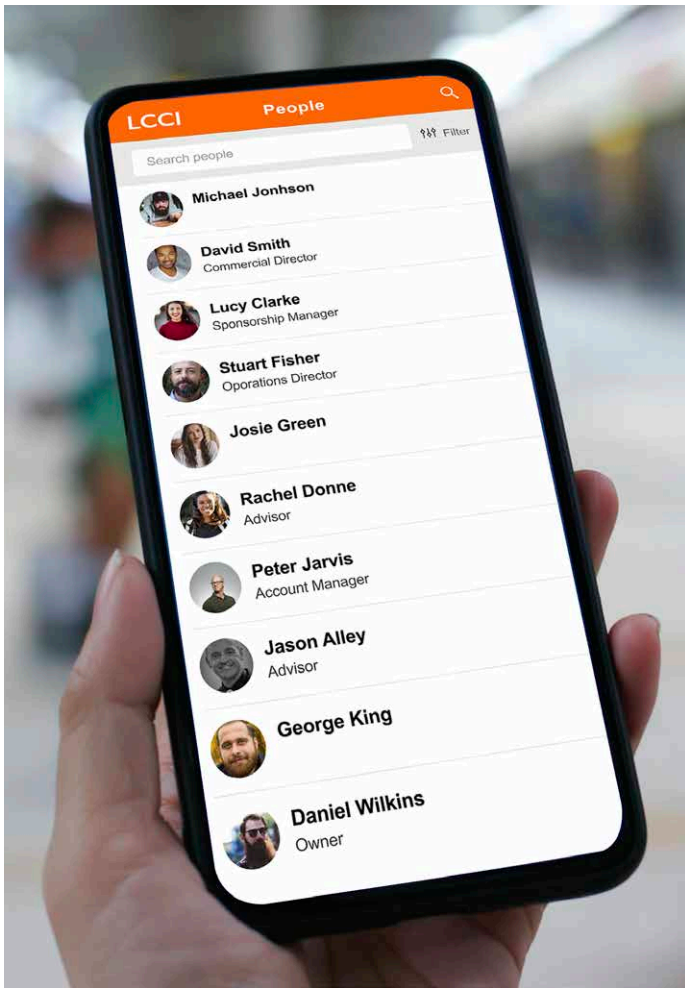 LCCI People
Search people Filter
Michael Jonhson
David Smith
Commercial Director
Lucy Clarke
Sponsorship Manager
Stuart Fisher
Oporations Director
Josie Green
Rachel Donne
Advisor
Peter Jarvis
Account Manager
Jason Alley
Advisor
George King
Daniel Wilkins
Owner